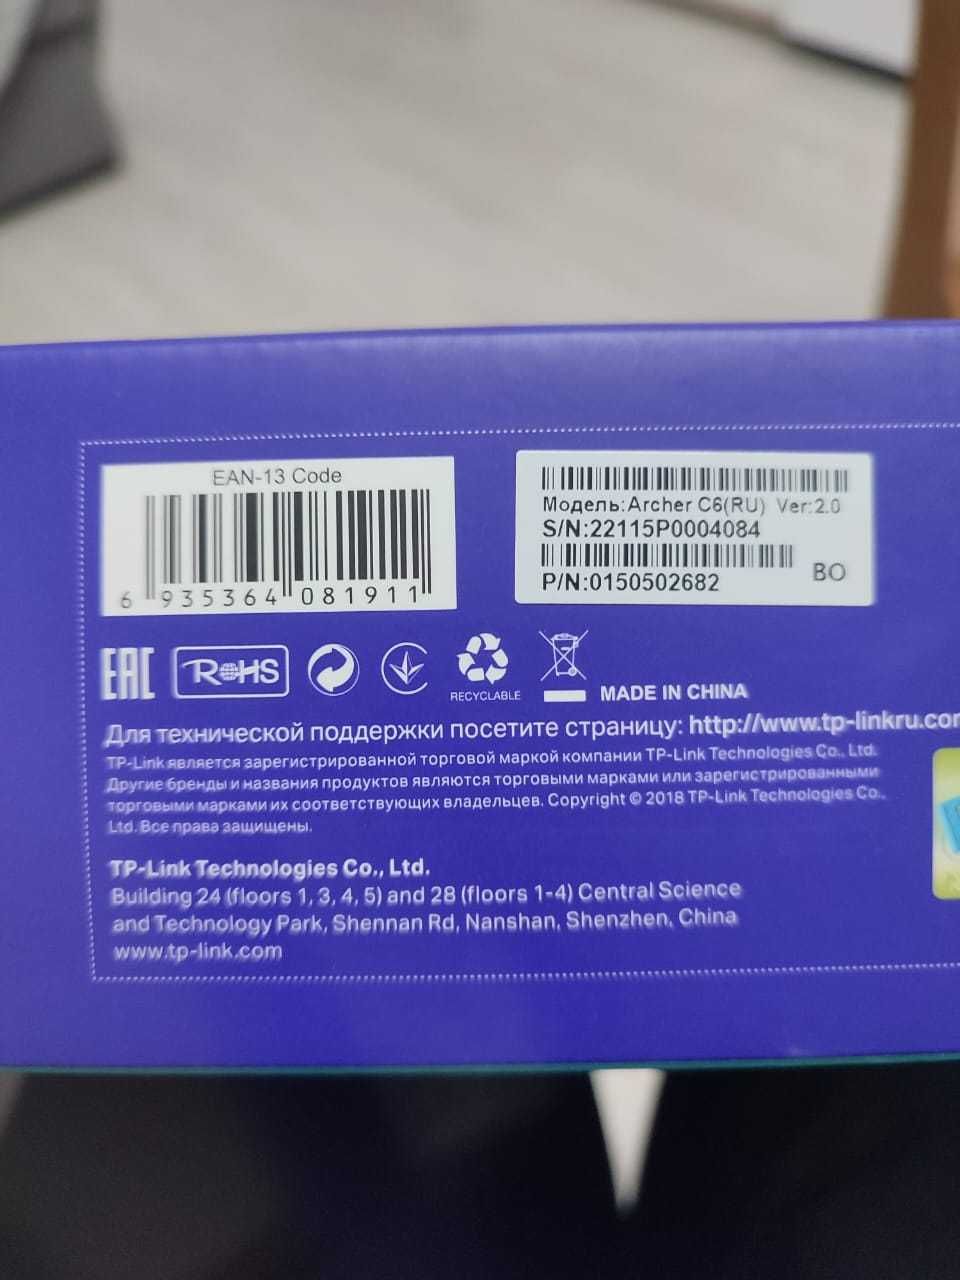 EAN-13 Code
6 935364 081911
Модель:Archer C6(RU) Ver:2.0
S/N:22115P0004084
P/N:0150502682
BO
EAC
RoHS
RECYCLABLE
MADE IN CHINA
Для технической поддержки посетите страницу: http://www.tp-linkru.com
TP-Link является зарегистрированной торговой маркой компании TP-Link Technologies Co., Ltd.
Другие бренды и названия продуктов являются торговыми марками или зарегистрированными
торговыми марками их соответствующих владельцев. Copyright © 2018 TP-Link Technologies Co.,
Ltd. Все права защищены.
TP-Link Technologies Co., Ltd.
Building 24 (floors 1, 3, 4, 5) and 28 (floors 1-4) Central Science
and Technology Park, Shennan Rd, Nanshan, Shenzhen, China
www.tp-link.com